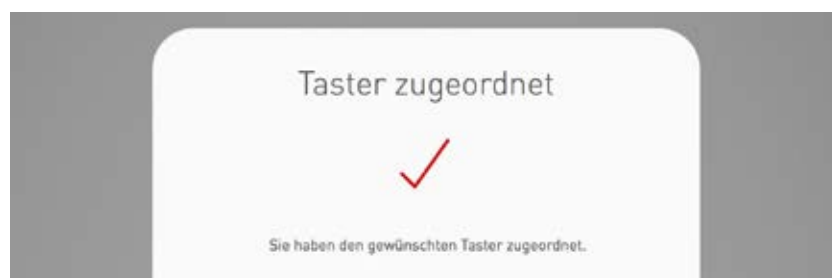 Taster zugeordnet
Sie haben den gewünschten Taster zugeordnet.